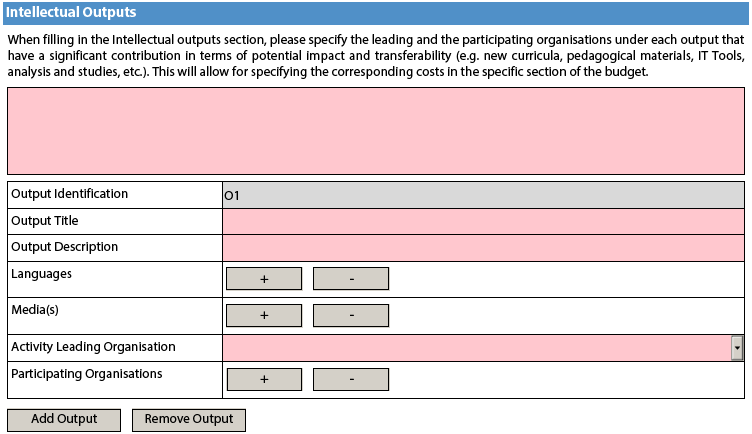 Intellectual Outputs
When filling in the Intellectual outputs section, please specify the leading and the participating organisations under each output that
have a significant contribution in terms of potential impact and transferability (e.g. new curricula, pedagogical materials, IT Tools,
analysis and studies, etc.). This will allow for specifying the corresponding costs in the specific section of the budget.
Output Identification O1
Output Title
Output Description
Languages + -
Media(s) + -
Activity Leading Organisation
Participating Organisations + -
Add Output Remove Output